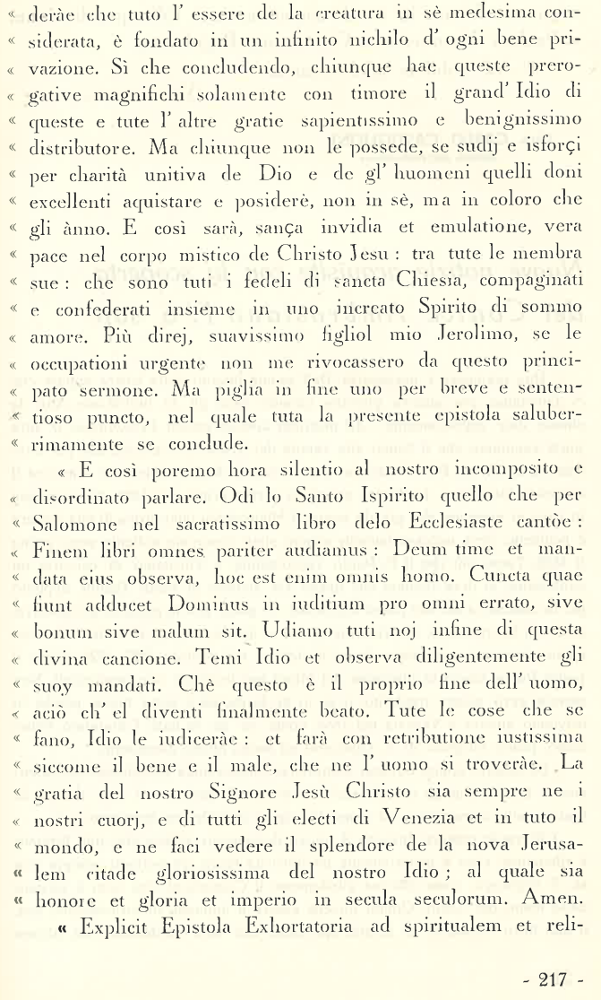 « deràe che tuto l' essere de la creatura in sè medesima con-
« siderata, è fondato in un infinito nichilo d' ogni bene pri-
« vazione. Sì che concludendo, chiunque hae queste prero-
« gative magnifichi solamente con timore il grand' Idio di
« queste e tute l' altre gratie sapientissimo e benignissimo
« distributore. Ma chiunque non le possede, se sudij e isforçi
« per charità unitiva de Dio e de gl' huomeni quelli doni
« excellenti aquistare e posiderè, non in sè, ma in coloro che
« gli ànno. E così sarà, sança invidia et emulatione, vera
« pace nel corpo mistico de Christo Jesu : tra tute le membra
« sue : che sono tuti i fedeli di sancta Chiesia, compaginati
« e confederati insieme in uno increato Spirito di sommo
« amore. Più direj, suavissimo figliol mio Jerolimo, se le
« occupationi urgente non me rivocassero da questo princi-
« pato sermone. Ma piglia in fine uno per breve e senten-
« tioso puncto, nel quale tuta la presente epistola saluber-
« rimamente se conclude.
« E così poremo hora silentio al nostro incomposito e
« disordinato parlare. Odi lo Santo Ispirito quello che per
« Salomone nel sacratissimo libro delo Ecclesiaste cantòe :
« Finem libri omnes pariter audiamus : Deum time et man-
« data eius observa, hoc est enim omnis homo. Cuncta quae
« fiunt adducet Dominus in iuditium pro omni errato, sive
« bonum sive malum sit. Udiamo tuti noj infine di questa
« divina cancione. Temi Idio et observa diligentemente gli
« suoy mandati. Chè questo è il proprio fine dell' uomo,
« aciò ch' el diventi finalmente beato. Tute le cose che se
« fano, Idio le iudiceràe : et farà con retributione iustissima
« siccome il bene e il male, che ne l' uomo si troveràe. La
« gratia del nostro Signore Jesù Christo sia sempre ne i
« nostri cuorj, e di tutti gli electi di Venezia et in tuto il
« mondo, e ne faci vedere il splendore de la nova Jerusa-
« lem citade gloriosissima del nostro Idio ; al quale sia
« honore et gloria et imperio in secula seculorum. Amen.
« Explicit Epistola Exhortatoria ad spiritualem et reli-
- 217 -